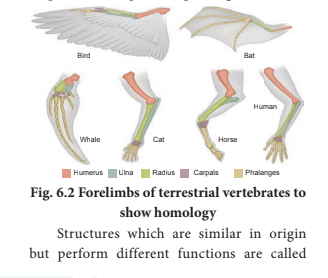 Bird
Bat
Whale
Cat
Horse
Human
Humerus Ulna Radius Carpals Phalanges
Fig. 6.2 Forelimbs of terrestrial vertebrates to
show homology
Structures which are similar in origin
but perform different functions are called